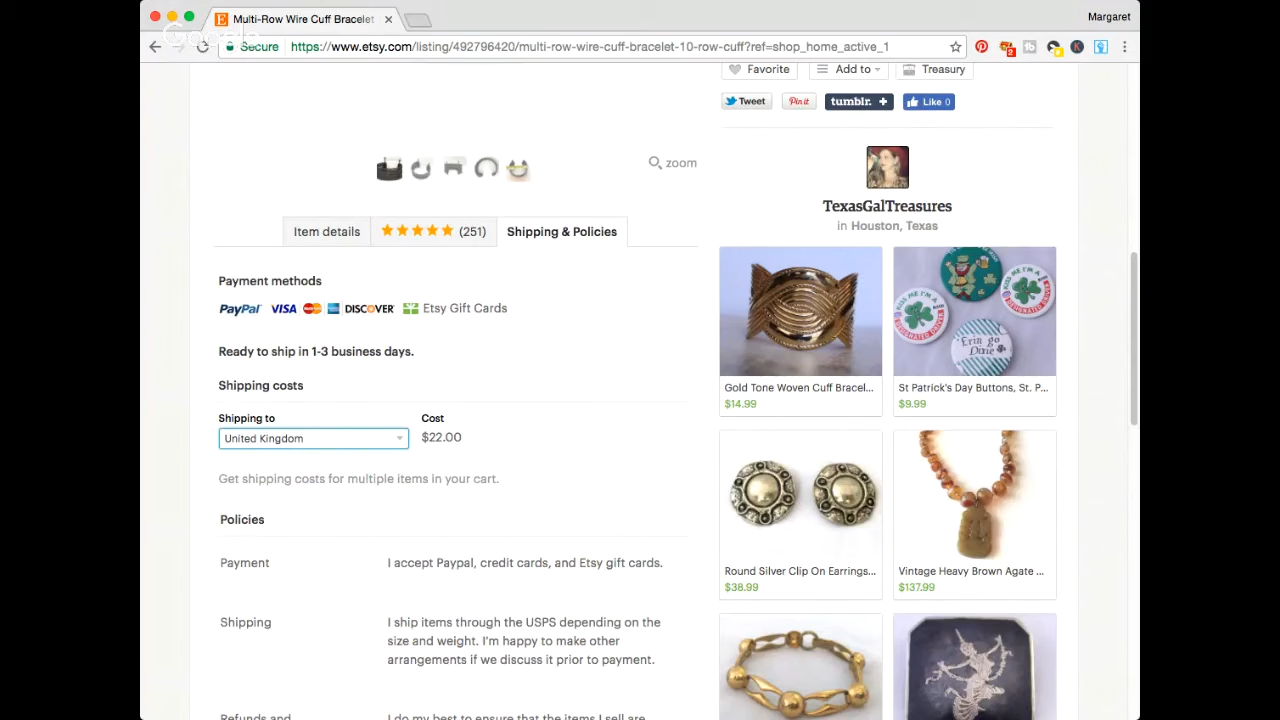 Multi-Row Wire Cuff Bracelet
Margaret
Google
Secure https://www.etsy.com/listing/492796420/multi-row-wire-cuff-bracelet-10-row-cuff?ref=shop_home_active_1
Favorite
Add to
Treasury
Tweet
Pin it
tumblr. +
Like 0
zoom
TexasGalTreasures
in Houston, Texas
Item details
(251)
Shipping & Policies
Payment methods
PayPal VISA DISCOVER Etsy Gift Cards
Ready to ship in 1-3 business days.
Shipping costs
Shipping to
Cost
United Kingdom
$22.00
Get shipping costs for multiple items in your cart.
Policies
Payment
I accept Paypal, credit cards, and Etsy gift cards.
Shipping
I ship items through the USPS depending on the
size and weight. I'm happy to make other
arrangements if we discuss it prior to payment.
Refunds and
I do my best to ensure that the items I sell are
Gold Tone Woven Cuff Bracel...
$14.99
St Patrick's Day Buttons, St. P...
$9.99
Round Silver Clip On Earrings...
$38.99
Vintage Heavy Brown Agate ...
$137.99